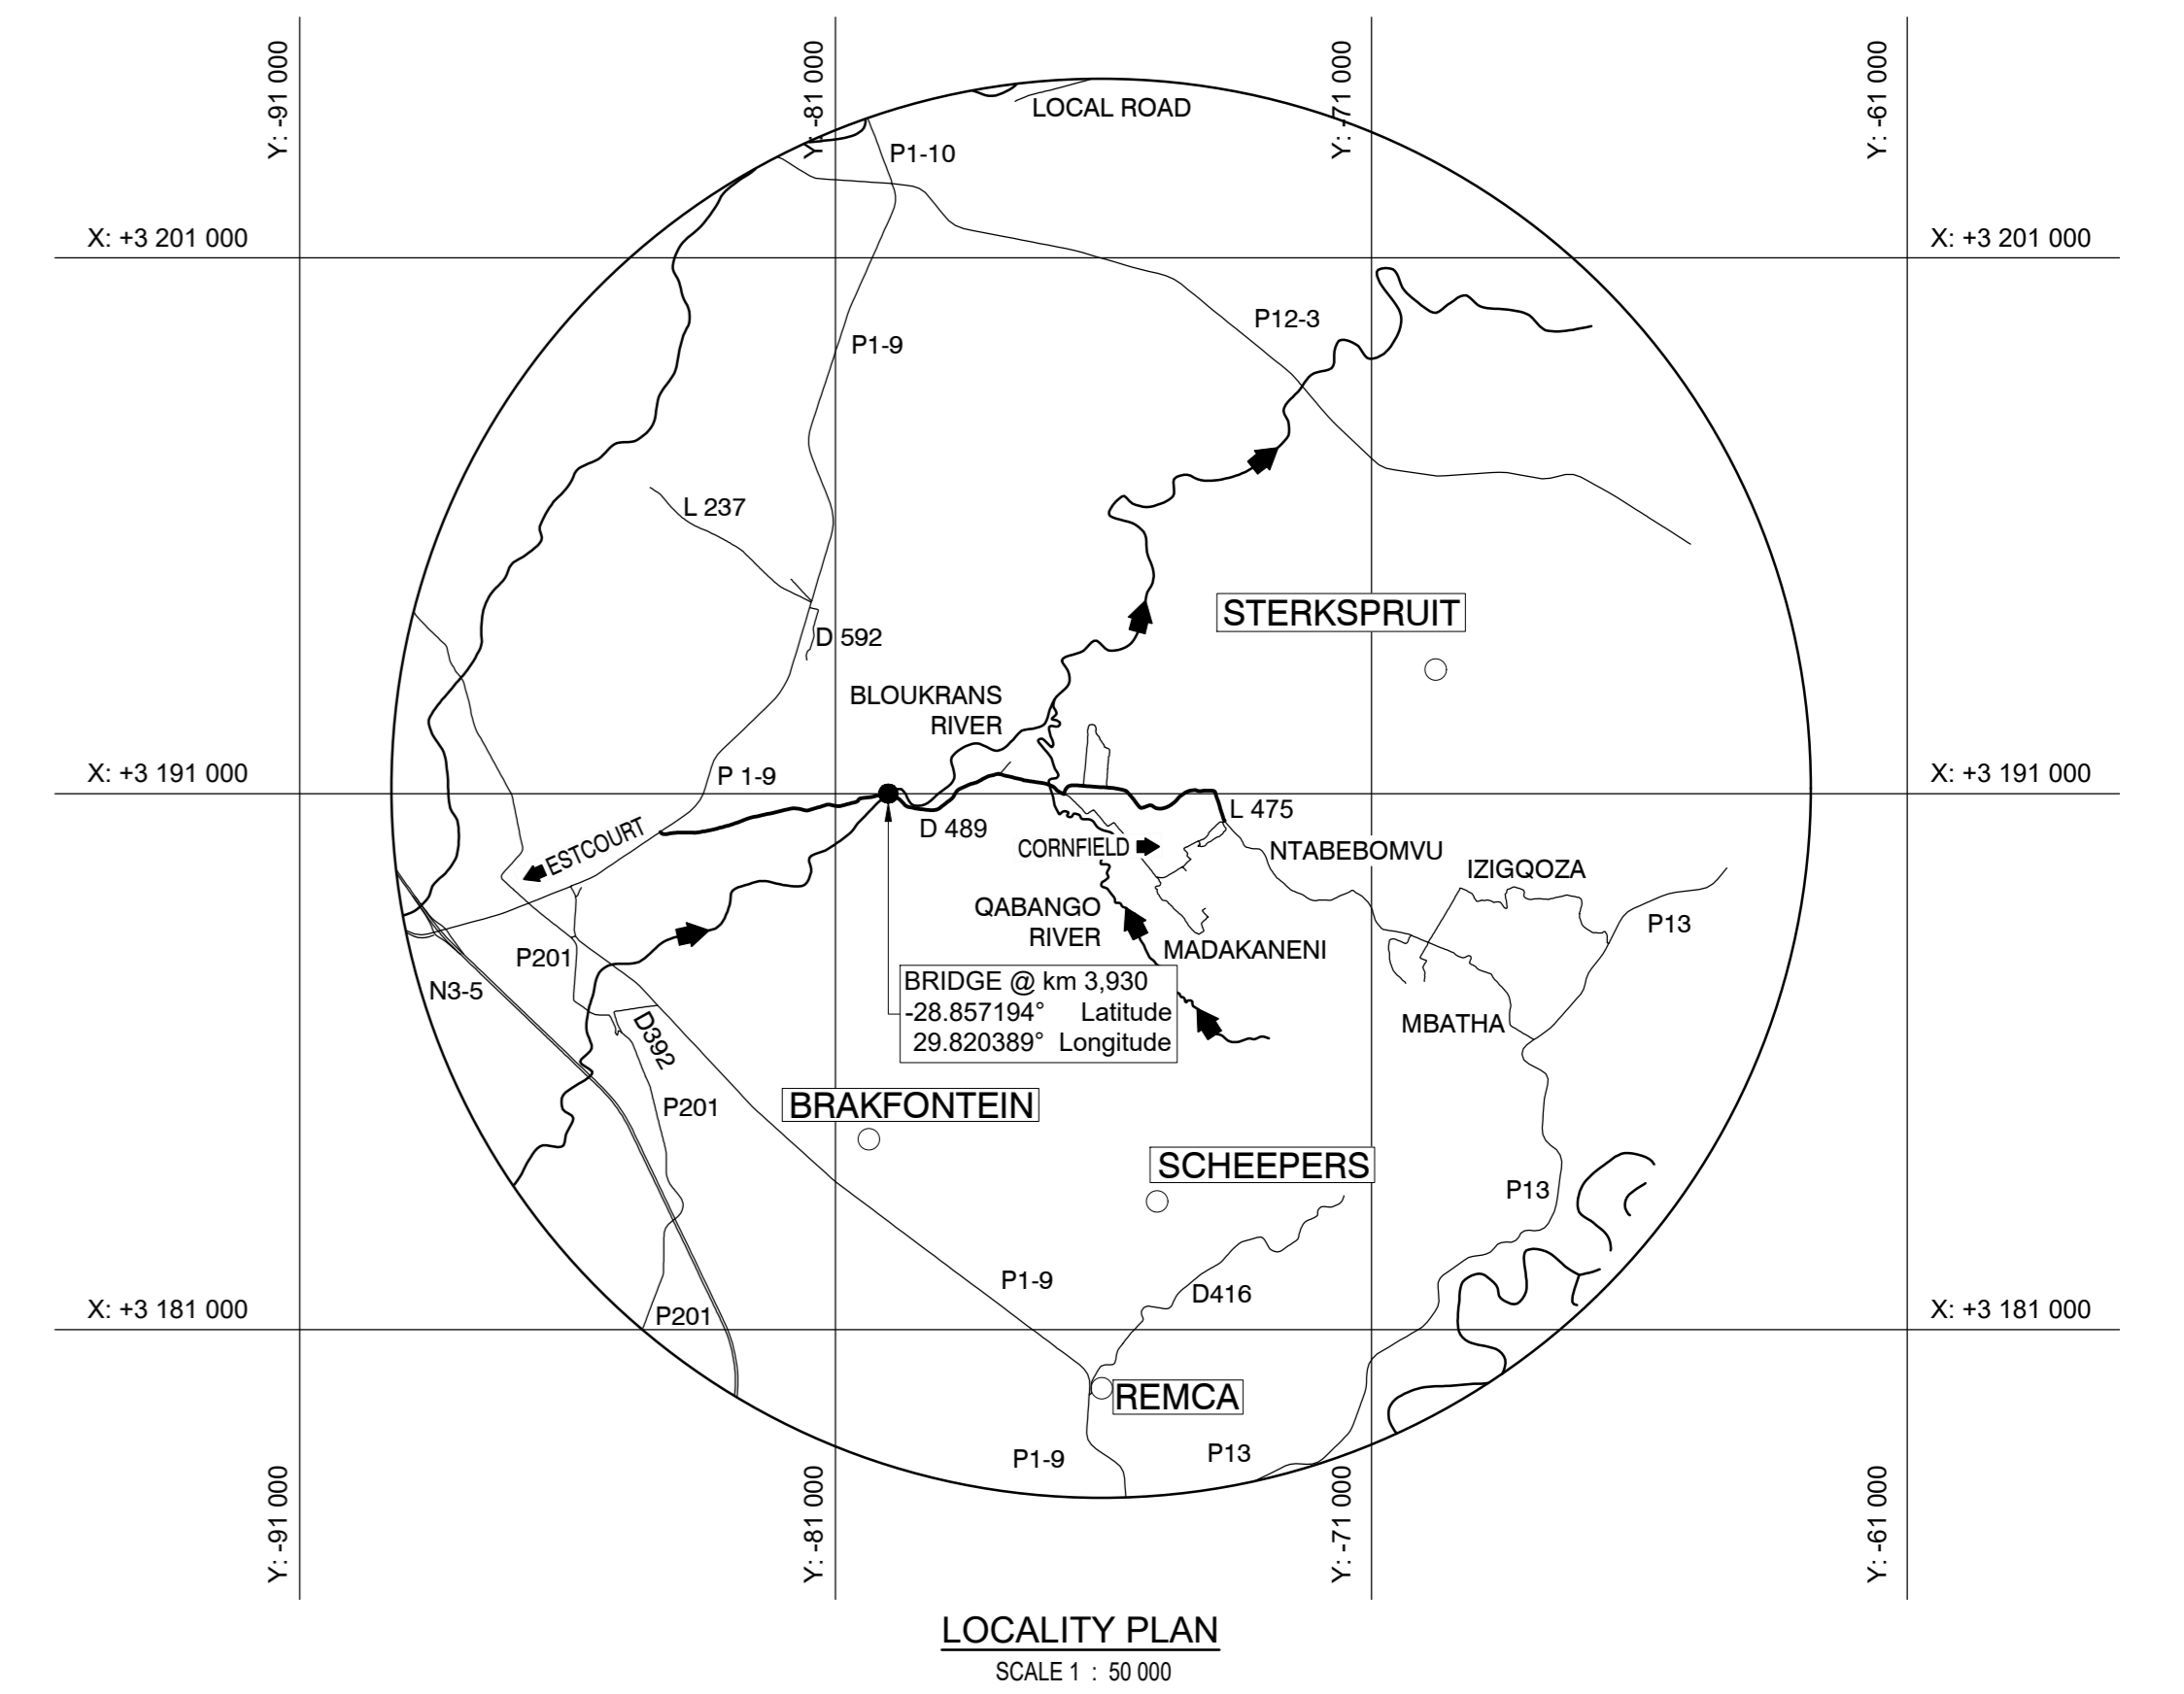 Y: -91 000
Y: -81 000
Y: -71 000
Y: -61 000
LOCAL ROAD
P1-10
X: +3 201 000
X: +3 201 000
P12-3
P1-9
L 237
STERKSPRUIT
D 592
BLOUKRANS
RIVER
X: +3 191 000
P 1-9
X: +3 191 000
L 475
D 489
ESTCOURT
CORNFIELD
NTABEBOMVU
IZIGQOZA
QABANGO
RIVER
P13
MADAKANENI
P201
N3-5
BRIDGE @ km 3,930
-28.857194° Latitude
29.820389° Longitude
MBATHA
D392
P201
BRAKFONTEIN
SCHEEPERS
P13
P1-9
D416
X: +3 181 000
P201
X: +3 181 000
REMCA
P1-9
P13
Y: -91 000
Y: -81 000
Y: -71 000
Y: -61 000
LOCALITY PLAN
SCALE 1 : 50 000